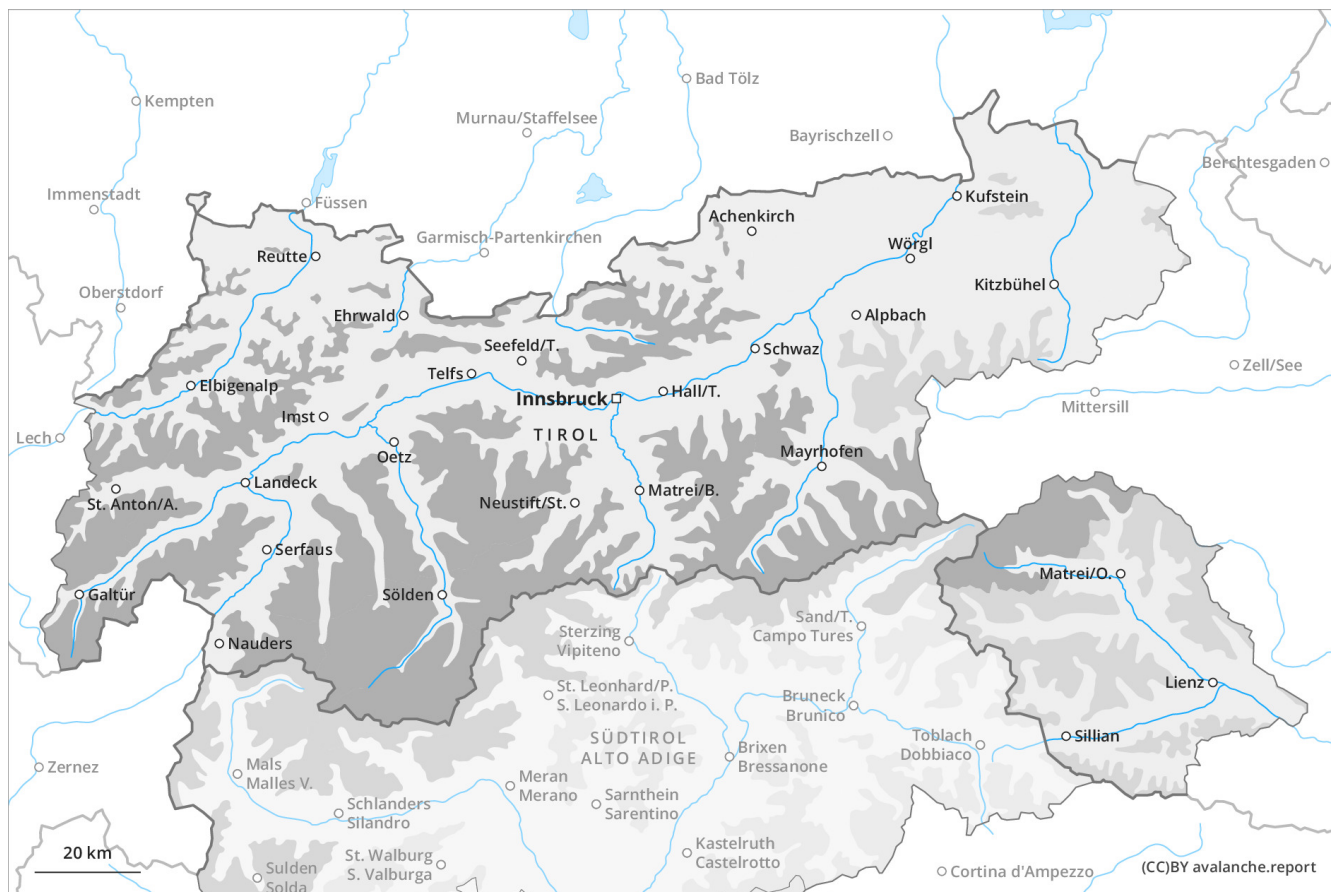 Kempten
Bad Tölz
Murnau/Staffelsee
Bayrischzell
Berchtesgaden
Immenstadt
Füssen
Kufstein
Achenkirch
Garmisch-Partenkirchen
Wörgl
Reutte
Oberstdorf
Kitzbühel
Ehrwald
Alpbach
Seefeld/T.
Schwaz
Zell/See
Telfs
Elbigenalp
Innsbruck
Hall/T.
Mittersill
Imst
Lech
TIROL
Oetz
Mayrhofen
Landeck
Matrei/B.
St. Anton/A.
Neustift/St.
Serfaus
Matrei/O.
Galtür
Sölden
Sand/T.
Campo Tures
Sterzing
Vipiteno
Nauders
Lienz
St. Leonhard/P.
S. Leonardo i. P.
Bruneck
Brunico
Sillian
SÜDTIROL
ALTO ADIGE
Toblach
Dobbiaco
Brixen
Bressanone
Zernez
Mals
Malles V.
Meran
Merano
Schlanders
Silandro
Sarnthein
Sarentino
Kastelruth
Castelrotto
20 km
St. Walburg
S. Valburga
Sulden
Solda
Cortina d'Ampezzo
(CC)BY avalanche.report